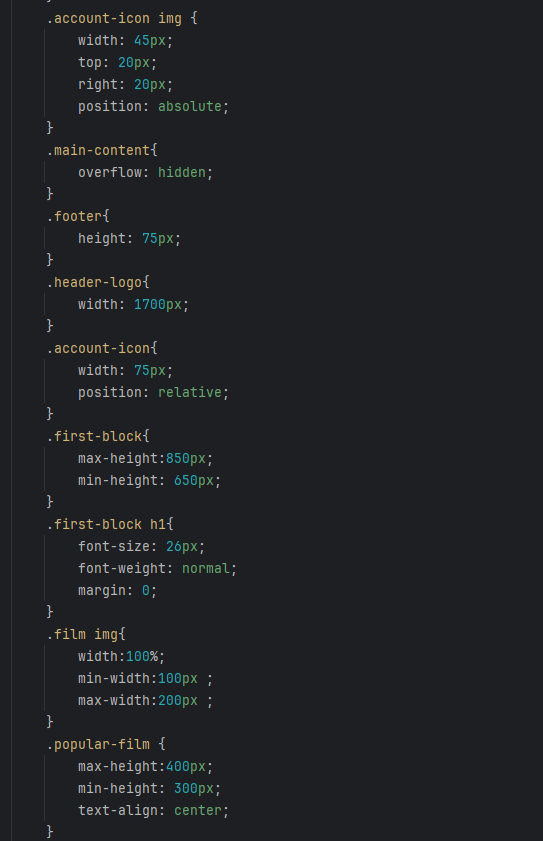 .account-icon img {
    width: 45px;
    top: 20px;
    right: 20px;
    position: absolute;
}
.main-content{
    overflow: hidden;
}
.footer{
    height: 75px;
}
.header-logo{
    width: 1700px;
}
.account-icon{
    width: 75px;
    position: relative;
}
.first-block{
    max-height:850px;
    min-height: 650px;
}
.first-block h1{
    font-size: 26px;
    font-weight: normal;
    margin: 0;
}
.film img{
    width:100%;
    min-width:100px ;
    max-width:200px ;
}
.popular-film {
    max-height:400px;
    min-height: 300px;
    text-align: center;
}